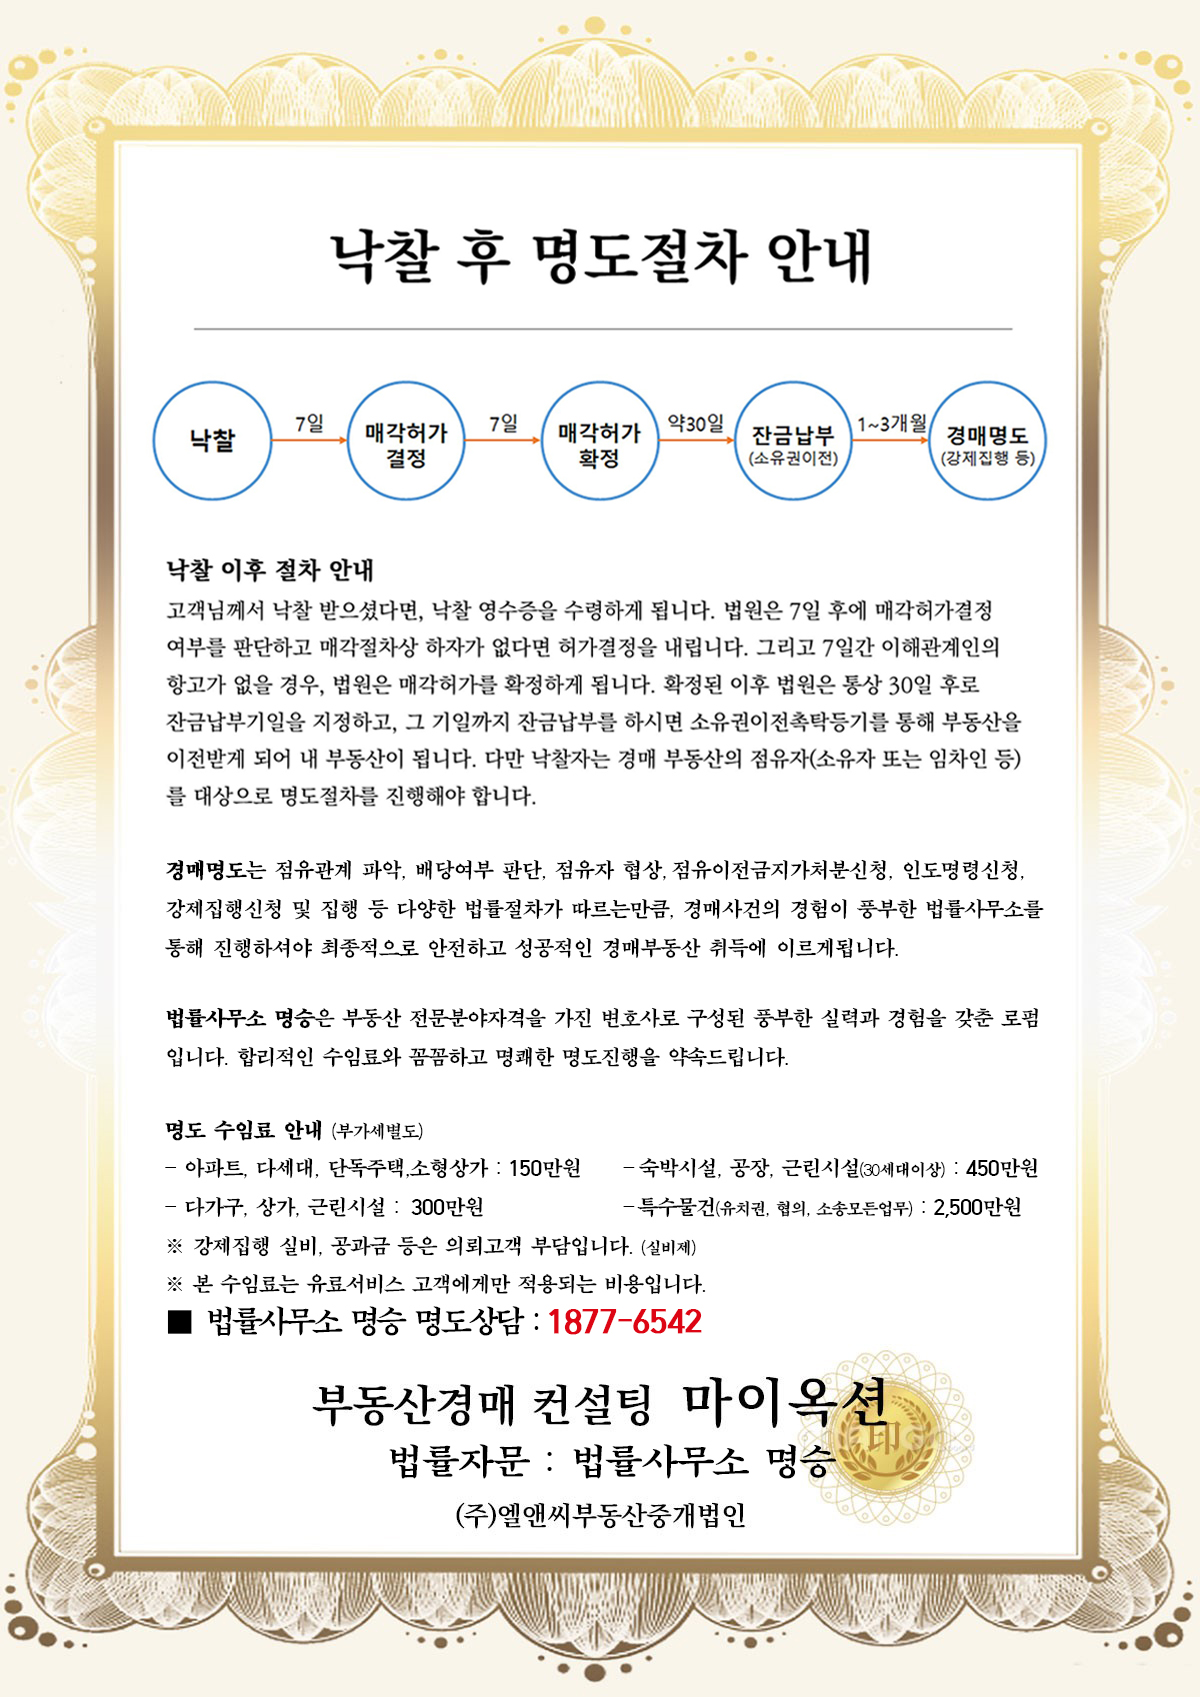 낙찰 후 명도절차 안내
낙찰
7일
매각허가
결정
7일
매각허가
확정
약30일
잔금납부
(소유권이전)
1~3개월
경매명도
(강제집행 등)
낙찰 이후 절차 안내
고객님께서 낙찰 받으셨다면, 낙찰 영수증을 수령하게 됩니다. 법원은 7일 후에 매각허가결정
여부를 판단하고 매각절차상 하자가 없다면 허가결정을 내립니다. 그리고 7일간 이해관계인의
항고가 없을 경우, 법원은 매각허가를 확정하게 됩니다. 확정된 이후 법원은 통상 30일 후로
잔금납부기일을 지정하고, 그 기일까지 잔금납부를 하시면 소유권이전촉탁등기를 통해 부동산을
이전받게 되어 내 부동산이 됩니다. 다만 낙찰자는 경매 부동산의 점유자(소유자 또는 임차인 등)
를 대상으로 명도절차를 진행해야 합니다.
경매명도는 점유관계 파악, 배당여부 판단, 점유자 협상, 점유이전금지가처분신청, 인도명령신청,
강제집행신청 및 집행 등 다양한 법률절차가 따르는만큼, 경매사건의 경험이 풍부한 법률사무소를
통해 진행하셔야 최종적으로 안전하고 성공적인 경매부동산 취득에 이르게됩니다.
법률사무소 명승은 부동산 전문분야자격을 가진 변호사로 구성된 풍부한 실력과 경험을 갖춘 로펌
입니다. 합리적인 수임료와 꼼꼼하고 명쾌한 명도진행을 약속드립니다.
명도 수임료 안내 (부가세별도)
- 아파트, 다세대, 단독주택,소형상가 : 150만원
- 숙박시설, 공장, 근린시설(30세대이상) : 450만원
- 다가구, 상가, 근린시설 : 300만원
- 특수물건(유치권, 협의, 소송모든업무) : 2,500만원
※ 강제집행 실비, 공과금 등은 의뢰고객 부담입니다. (실비제)
※ 본 수임료는 유료서비스 고객에게만 적용되는 비용입니다.
■ 법률사무소 명승 명도상담 : 1877-6542
부동산경매 컨설팅 마이옥션
印
법률자문 : 법률사무소 명승
(주)엘앤씨부동산중개법인